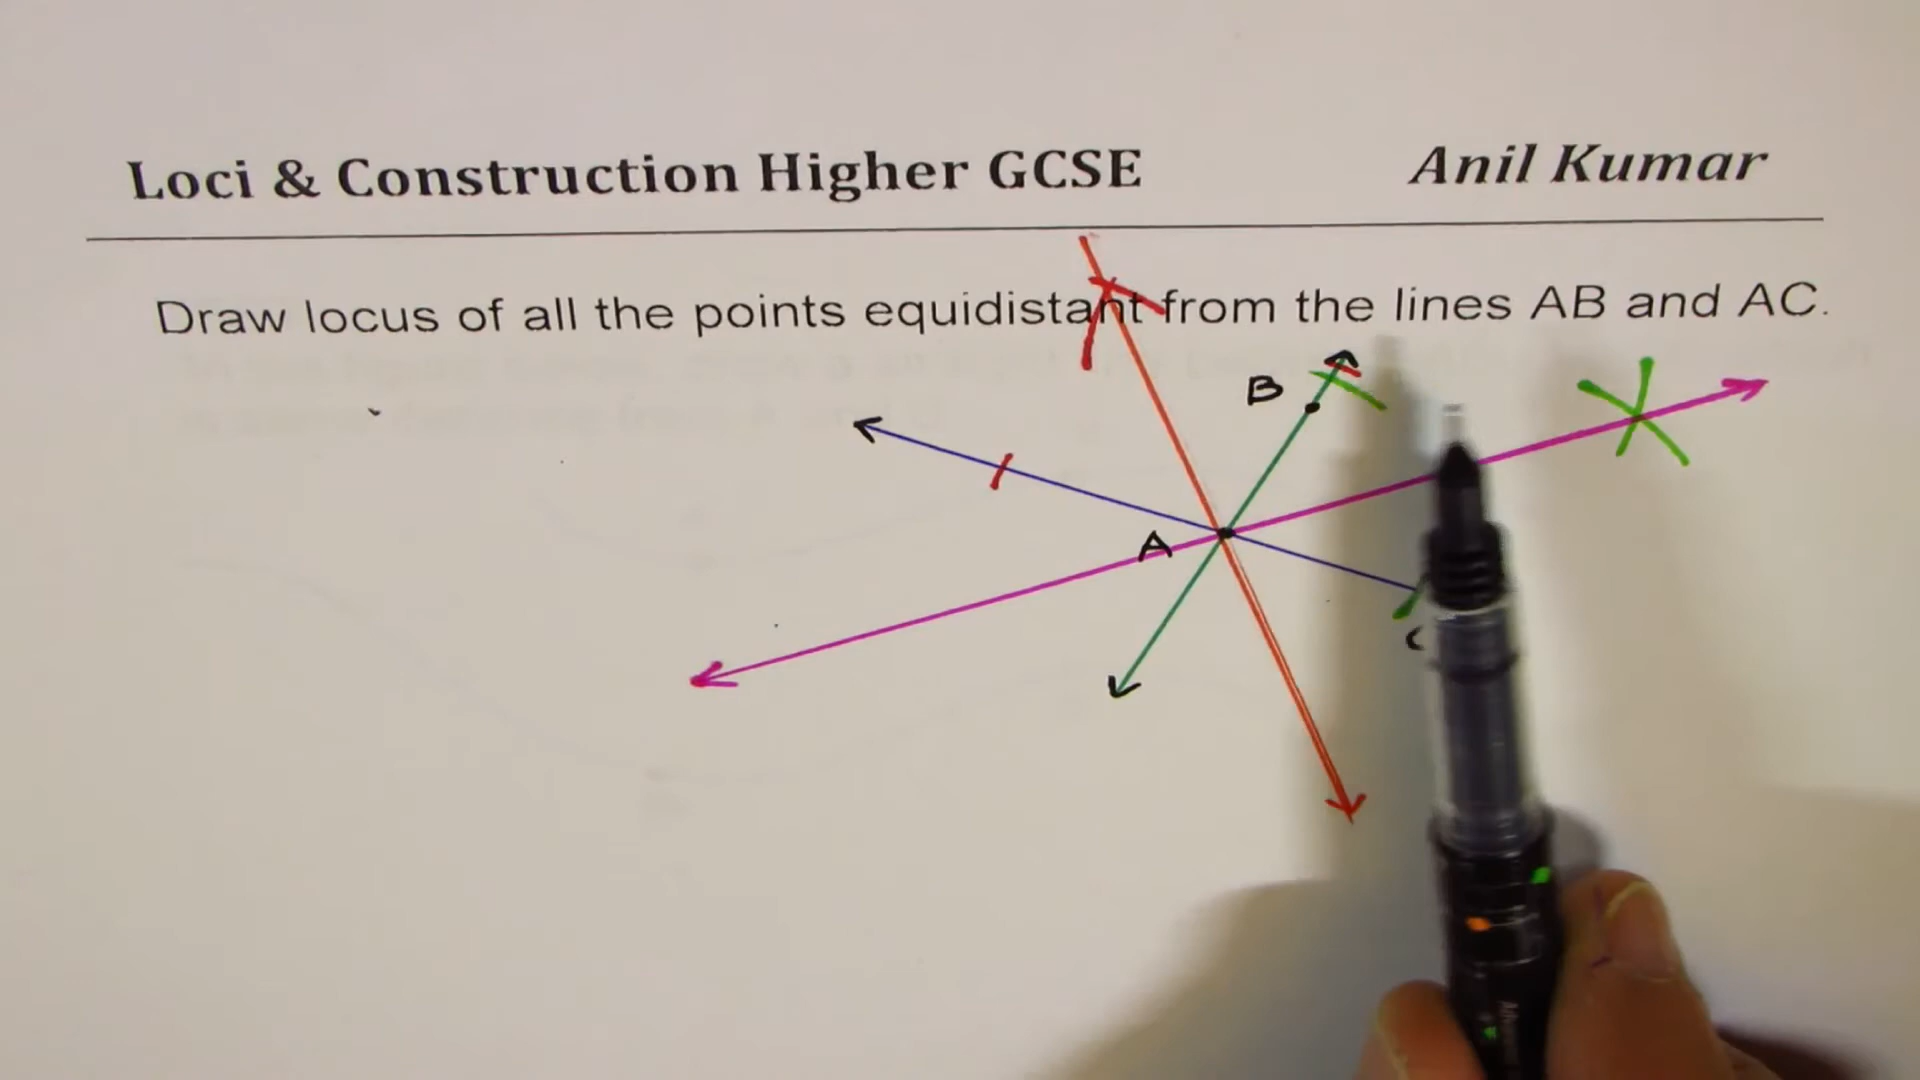 Loci & Construction Higher GCSE Anil Kumar
Draw locus of all the points equidistant from the lines AB and AC.
B
A
C